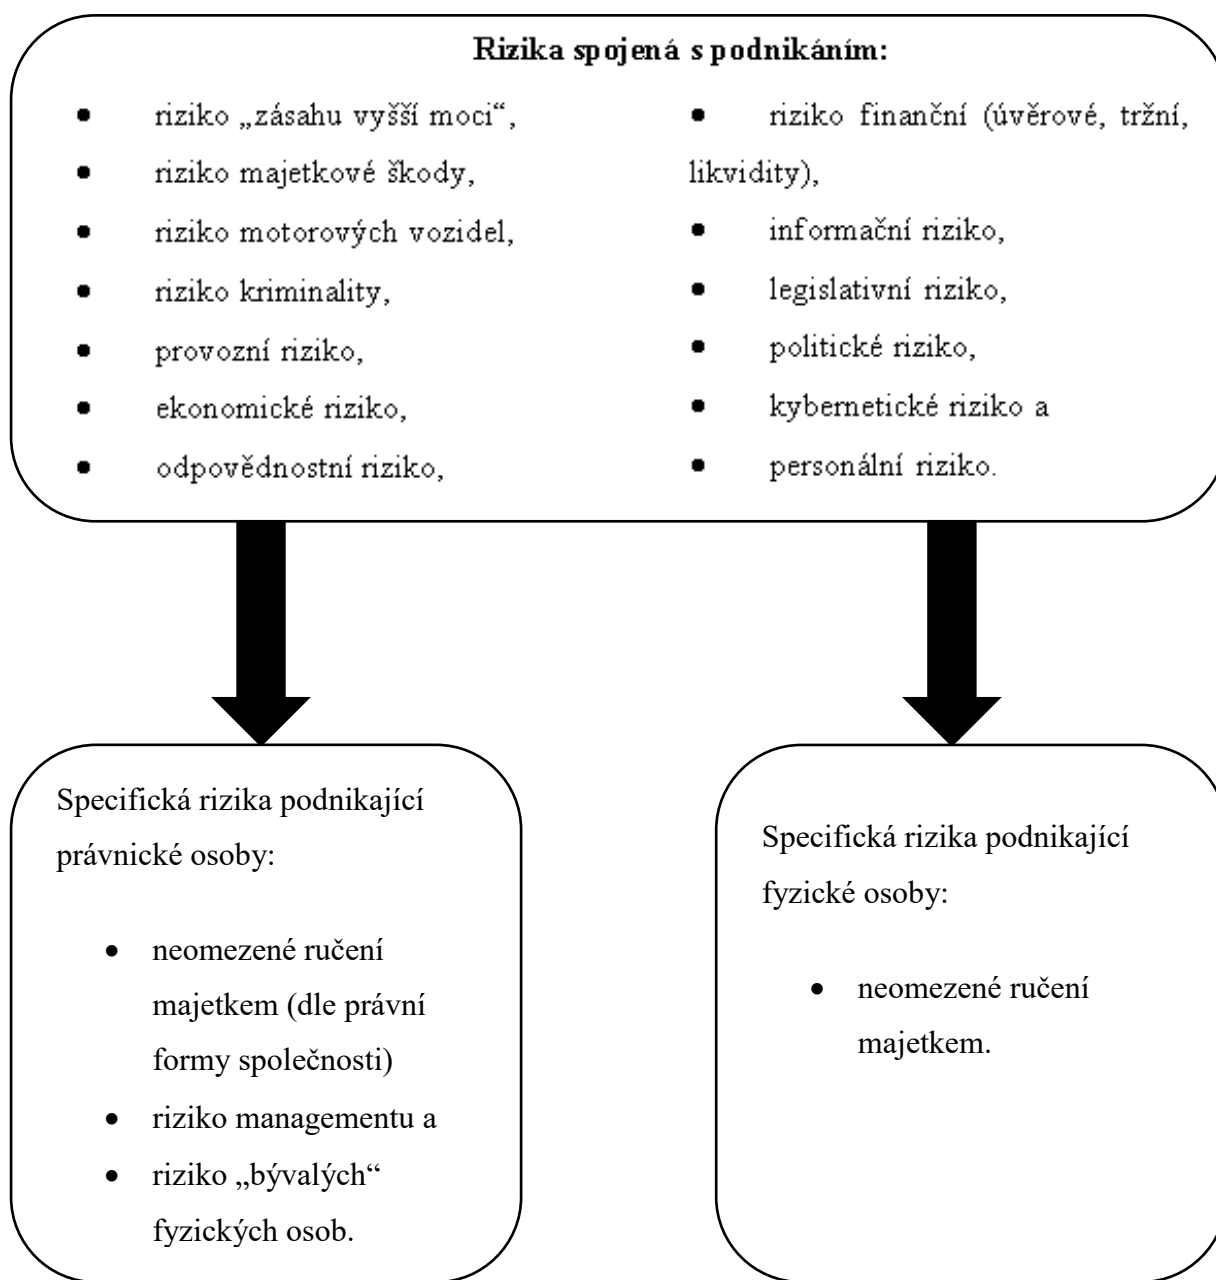 Rizika spojená s podnikáním:
• riziko „zásahu vyšší moci“,
• riziko majetkové škody,
• riziko motorových vozidel,
• riziko kriminality,
• provozní riziko,
• ekonomické riziko,
• odpovědnostní riziko,
• riziko finanční (úvěrové, tržní,
likvidity),
• informační riziko,
• legislativní riziko,
• politické riziko,
• kybernetické riziko a
• personální riziko.
Specifická rizika podnikající
právnické osoby:
• neomezené ručení
majetkem (dle právní
formy společnosti)
• riziko managementu a
• riziko „bývalých“
fyzických osob.
Specifická rizika podnikající
fyzické osoby:
• neomezené ručení
majetkem.